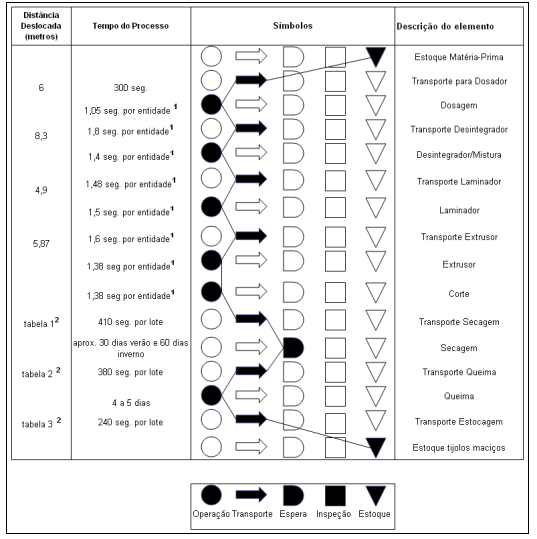 Distância Deslocada (metros) Tempo do Processo Símbolos Descrição do elemento
Estoque Matéria-Prima
6 300 seg. Transporte para Dosador
1,05 seg. por entidade 1 Dosagem
8,3 1,8 seg. por entidade 1 Transporte Desintegrador
1,4 seg. por entidade 1 Desintegrador/Mistura
4,9 1,48 seg. por entidade 1 Transporte Laminador
1,5 seg. por entidade 1 Laminador
5,87 1,6 seg. por entidade 1 Transporte Extrusor
1,38 seg por entidade 1 Extrusor
1,38 seg por entidade 1 Corte
tabela 1 2 410 seg. por lote Transporte Secagem
aprox. 30 dias verão e 60 dias inverno Secagem
tabela 2 2 380 seg. por lote Transporte Queima
4 a 5 dias Queima
tabela 3 2 240 seg. por lote Transporte Estocagem
Estoque tijolos maciços
Operação Transporte Espera Inspeção Estoque